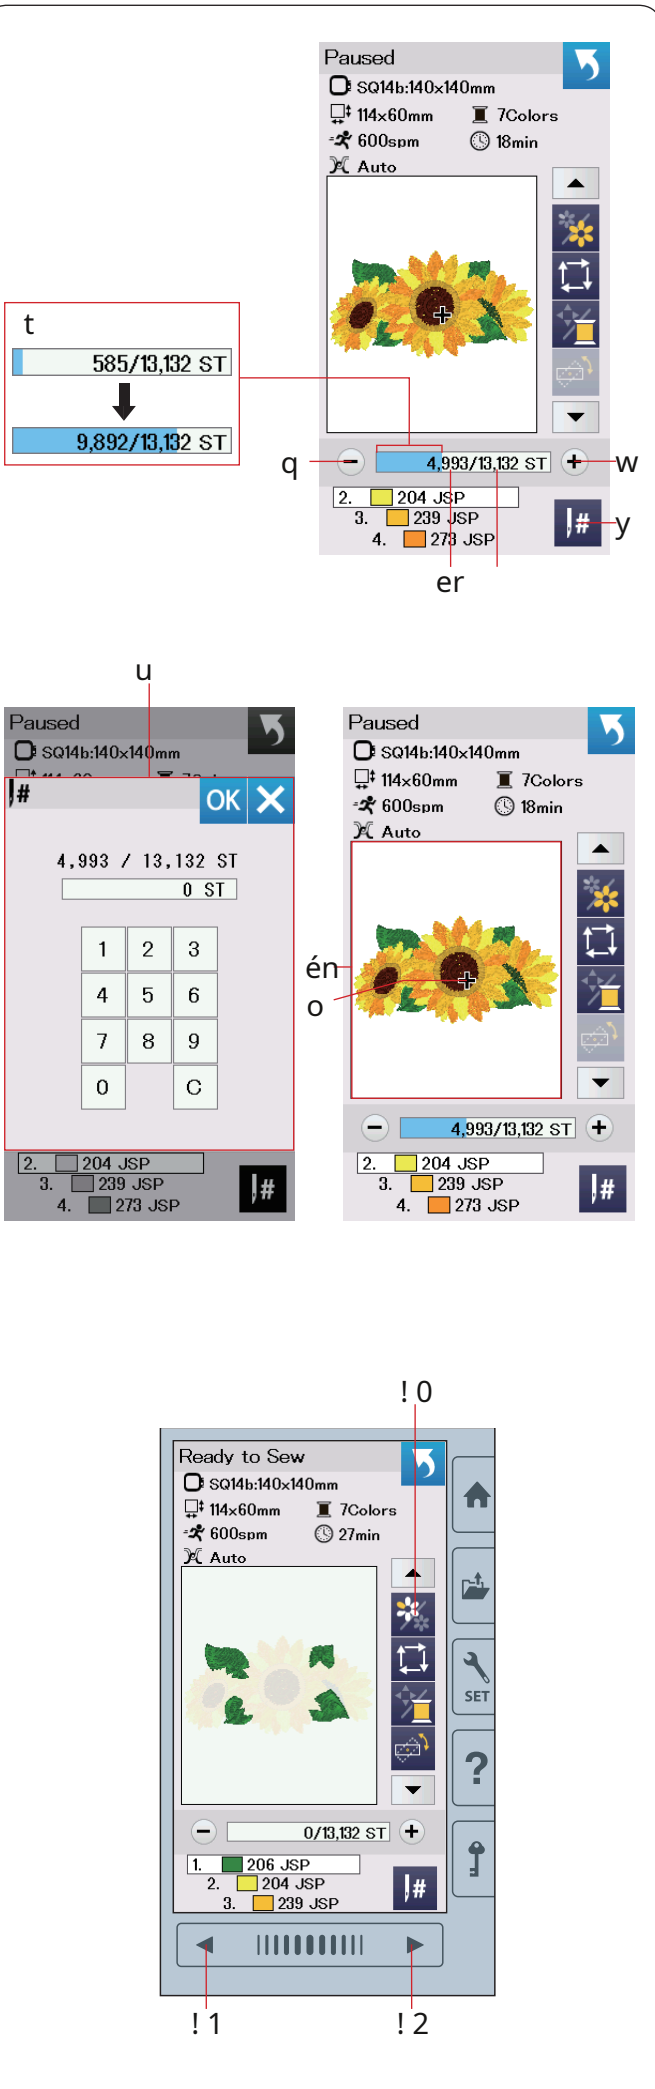 Paused
SQ14b:140x140mm
114x60mm 7Colors
600spm 18min
Auto
t
585/13,132 ST
9,892/13,132 ST
q
4,993/13,132 ST
w
2. 204 JSP
3. 239 JSP
4. 273 JSP
#
y
er
u
Paused
SQ14b:140x140mm
#
OK
4,993 / 13,132 ST
0 ST
1 2 3
4 5 6
7 8 9
0 C
2. 204 JSP
3. 239 JSP
4. 273 JSP
#
Paused
SQ14b:140x140mm
114x60mm 7Colors
600spm 18min
Auto
én
o
4,993/13,132 ST
2. 204 JSP
3. 239 JSP
4. 273 JSP
#
! 0
Ready to Sew
SQ14b:140x140mm
114x60mm 7Colors
600spm 27min
Auto
SET
?
0/13,132 ST
1. 206 JSP
2. 204 JSP
3. 239 JSP
#
! 1
! 2